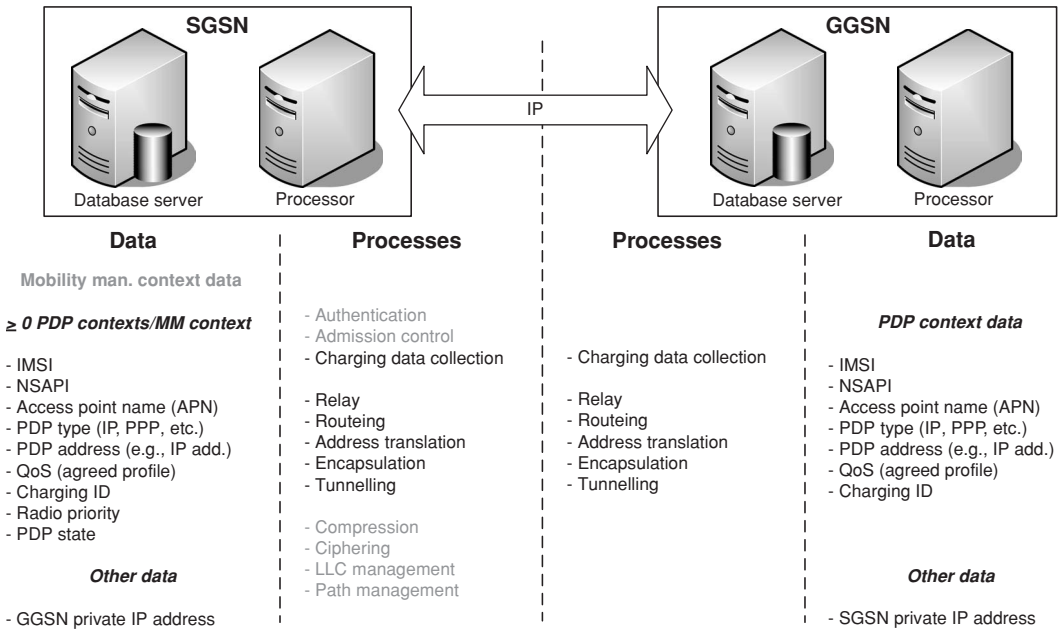 SGSN
GGSN
IP
Database server
Processor
Database server
Processor
Data
Processes
Processes
Data
Mobility man. context data
≥ 0 PDP contexts/MM context
- IMSI
- NSAPI
- Access point name (APN)
- PDP type (IP, PPP, etc.)
- PDP address (e.g., IP add.)
- QoS (agreed profile)
- Charging ID
- Radio priority
- PDP state
Other data
- GGSN private IP address
- Authentication
- Admission control
- Charging data collection
- Relay
- Routeing
- Address translation
- Encapsulation
- Tunnelling
- Compression
- Ciphering
- LLC management
- Path management
- Charging data collection
- Relay
- Routeing
- Address translation
- Encapsulation
- Tunnelling
PDP context data
- IMSI
- NSAPI
- Access point name (APN)
- PDP type (IP, PPP, etc.)
- PDP address (e.g., IP add.)
- QoS (agreed profile)
- Charging ID
Other data
- SGSN private IP address